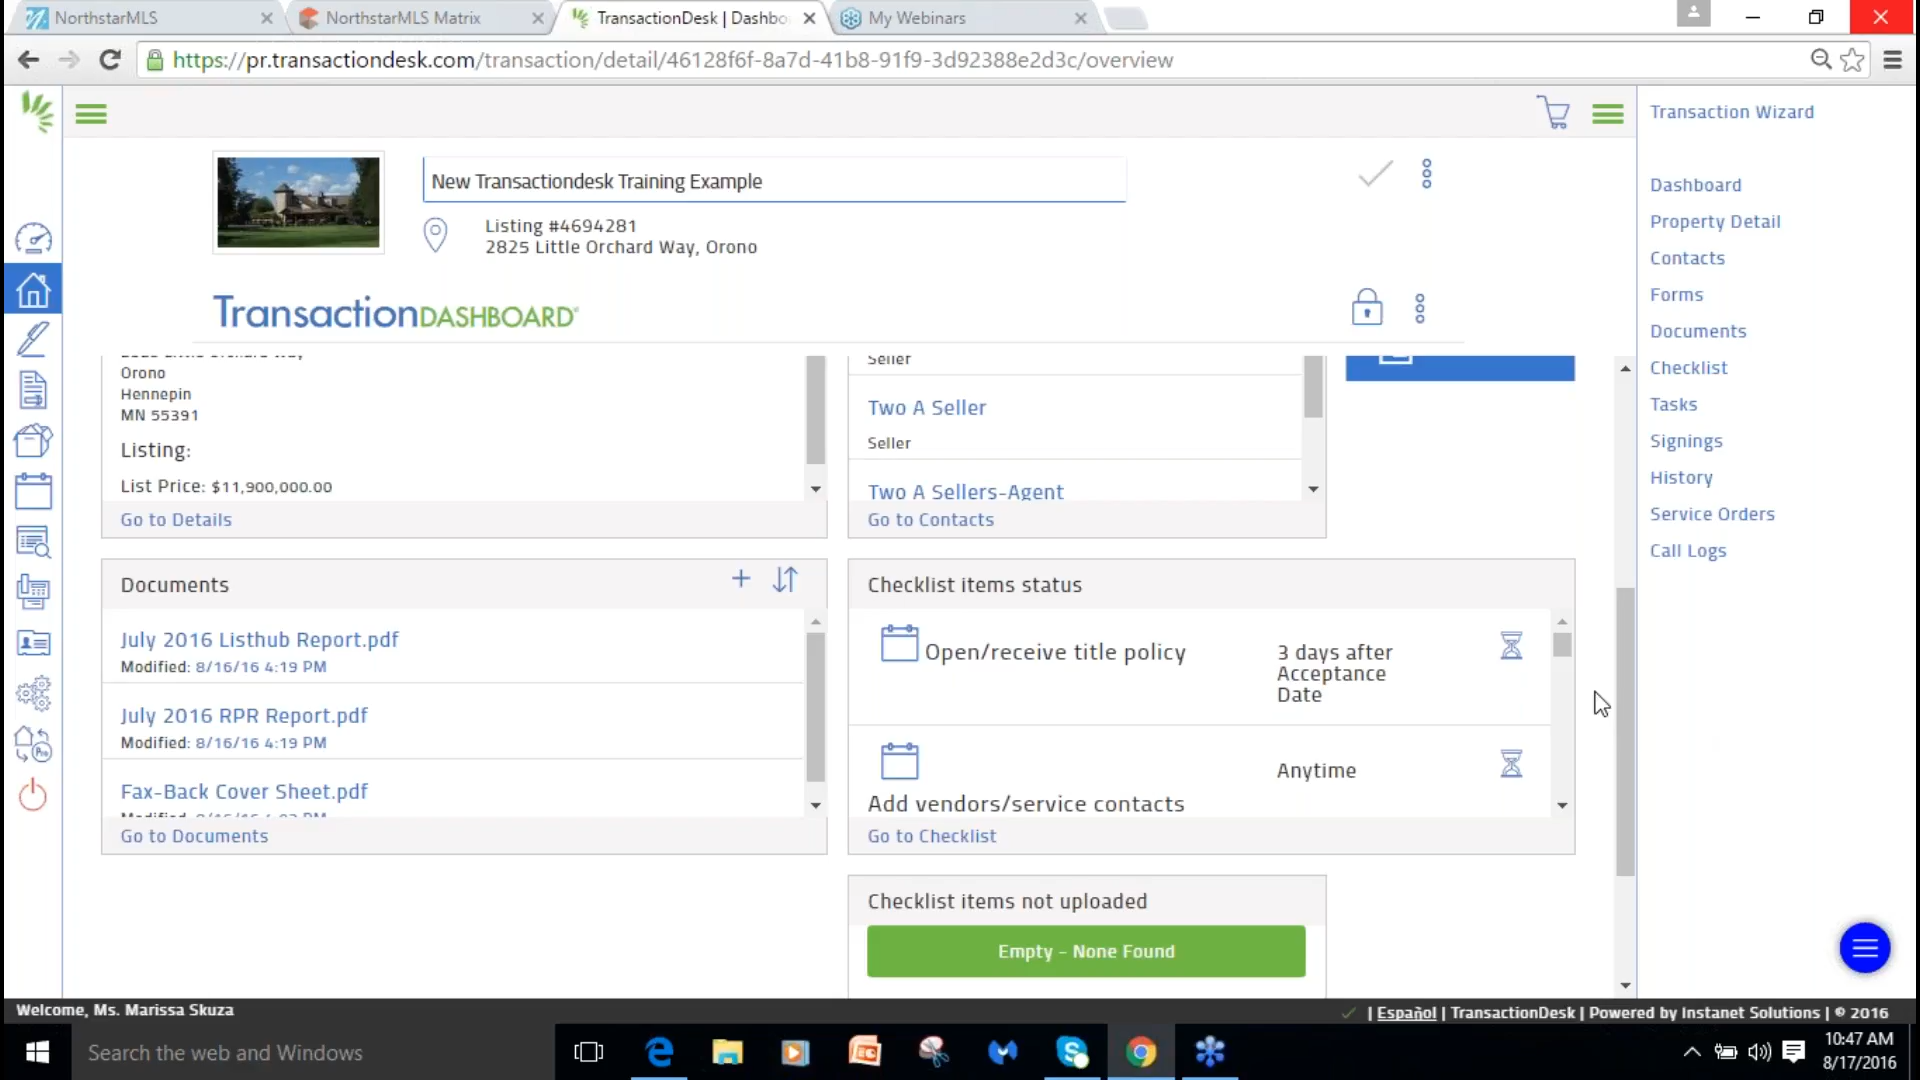 NorthstarMLS
NorthstarMLS Matrix
TransactionDesk | Dashbo
My Webinars
https://pr.transactiondesk.com/transaction/detail/46128f6f-8a7d-41b8-91f9-3d92388e2d3c/overview
New Transactiondesk Training Example
Listing #4694281
2825 Little Orchard Way, Orono
TransactionDASHBOARD
Orono
Hennepin
MN 55391
Listing:
List Price: $11,900,000.00
Go to Details
Seller
Two A Seller
Seller
Two A Sellers-Agent
Go to Contacts
Documents
July 2016 Listhub Report.pdf
Modified: 8/16/16 4:19 PM
July 2016 RPR Report.pdf
Modified: 8/16/16 4:19 PM
Fax-Back Cover Sheet.pdf
Go to Documents
Checklist items status
Open/receive title policy
3 days after
Acceptance
Date
Add vendors/service contacts
Anytime
Go to Checklist
Checklist items not uploaded
Empty - None Found
Transaction Wizard
Dashboard
Property Detail
Contacts
Forms
Documents
Checklist
Tasks
Signings
History
Service Orders
Call Logs
Welcome, Ms. Marissa Skuza
| Español | TransactionDesk | Powered by Instanet Solutions | © 2016
Search the web and Windows
10:47 AM
8/17/2016